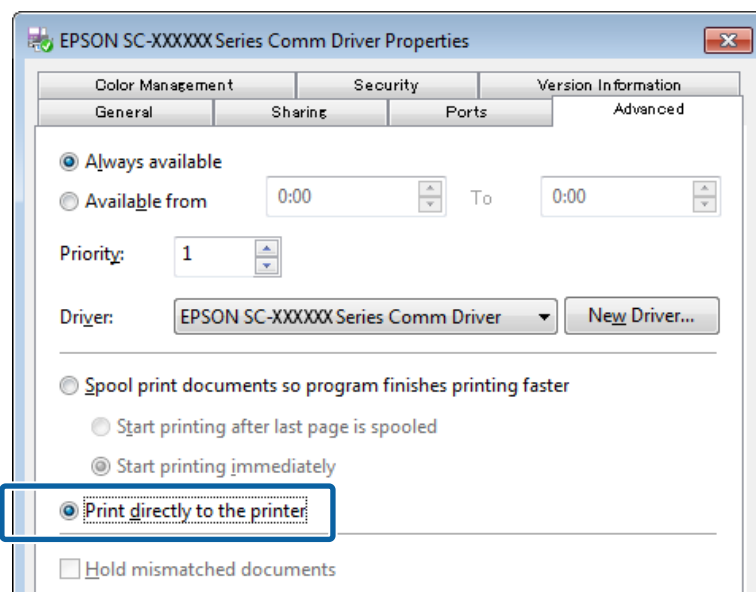 EPSON SC-XXXXXX Series Comm Driver Properties
Color Management Security Version Information
General Sharing Ports Advanced
Always available
Available from 0:00 To 0:00
Priority: 1
Driver: EPSON SC-XXXXXX Series Comm Driver New Driver...
Spool print documents so program finishes printing faster
Start printing after last page is spooled
Start printing immediately
Print directly to the printer
Hold mismatched documents